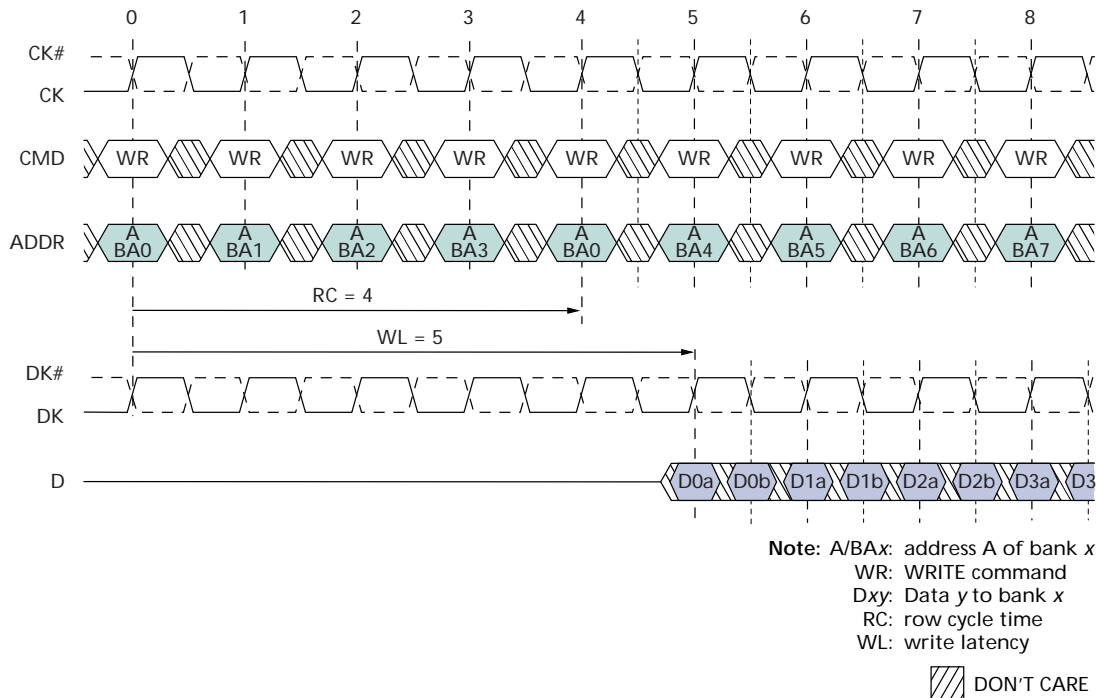 0 1 2 3 4 5 6 7 8
CK#
CK
CMD WR WR WR WR WR WR WR WR WR
A A A A A A A A A
ADDR BA0 BA1 BA2 BA3 BA0 BA4 BA5 BA6 BA7
RC = 4
WL = 5
DK#
DK
D D0a D0b D1a D1b D2a D2b D3a D3
Note: A/BAx: address A of bank x
WR: WRITE command
Dxy: Data y to bank x
RC: row cycle time
WL: write latency
DON'T CARE